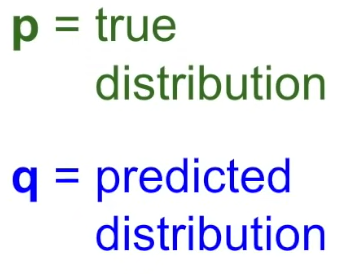 p = true
distribution
q = predicted
distribution